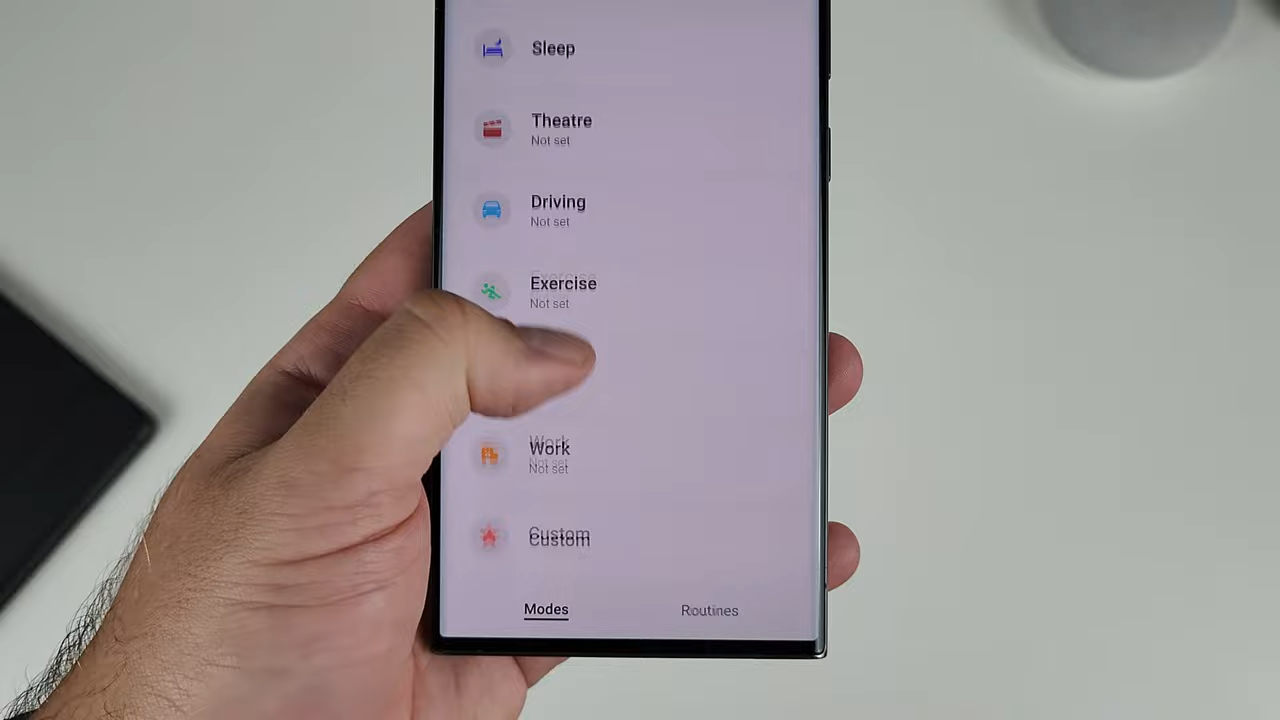 Sleep
Theatre
Not set
Driving
Not set
Exercise
Not set
Work
Not set
Custom
Modes
Routines